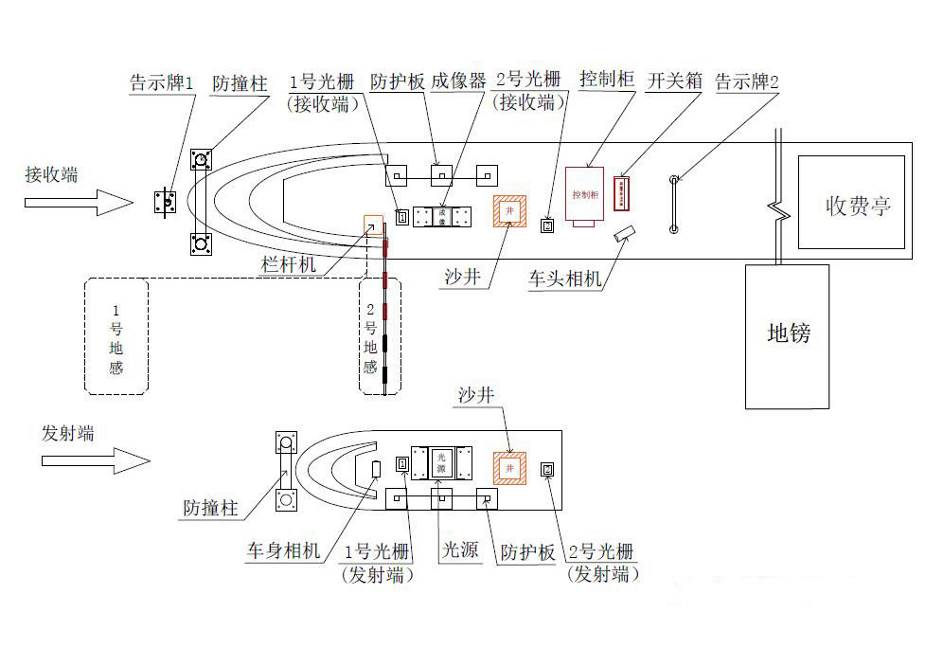 告示牌1
防撞柱
1号光栅
(接收端)
防护板
成像器
2号光栅
(接收端)
控制柜
开关箱
告示牌2
接收端
控制柜
成
像
井
收费亭
栏杆机
沙井
车头相机
1
号
地
感
2
号
地
感
地镑
沙井
发射端
光
源
井
防撞柱
车身相机
1号光栅
(发射端)
光源
防护板
2号光栅
(发射端)